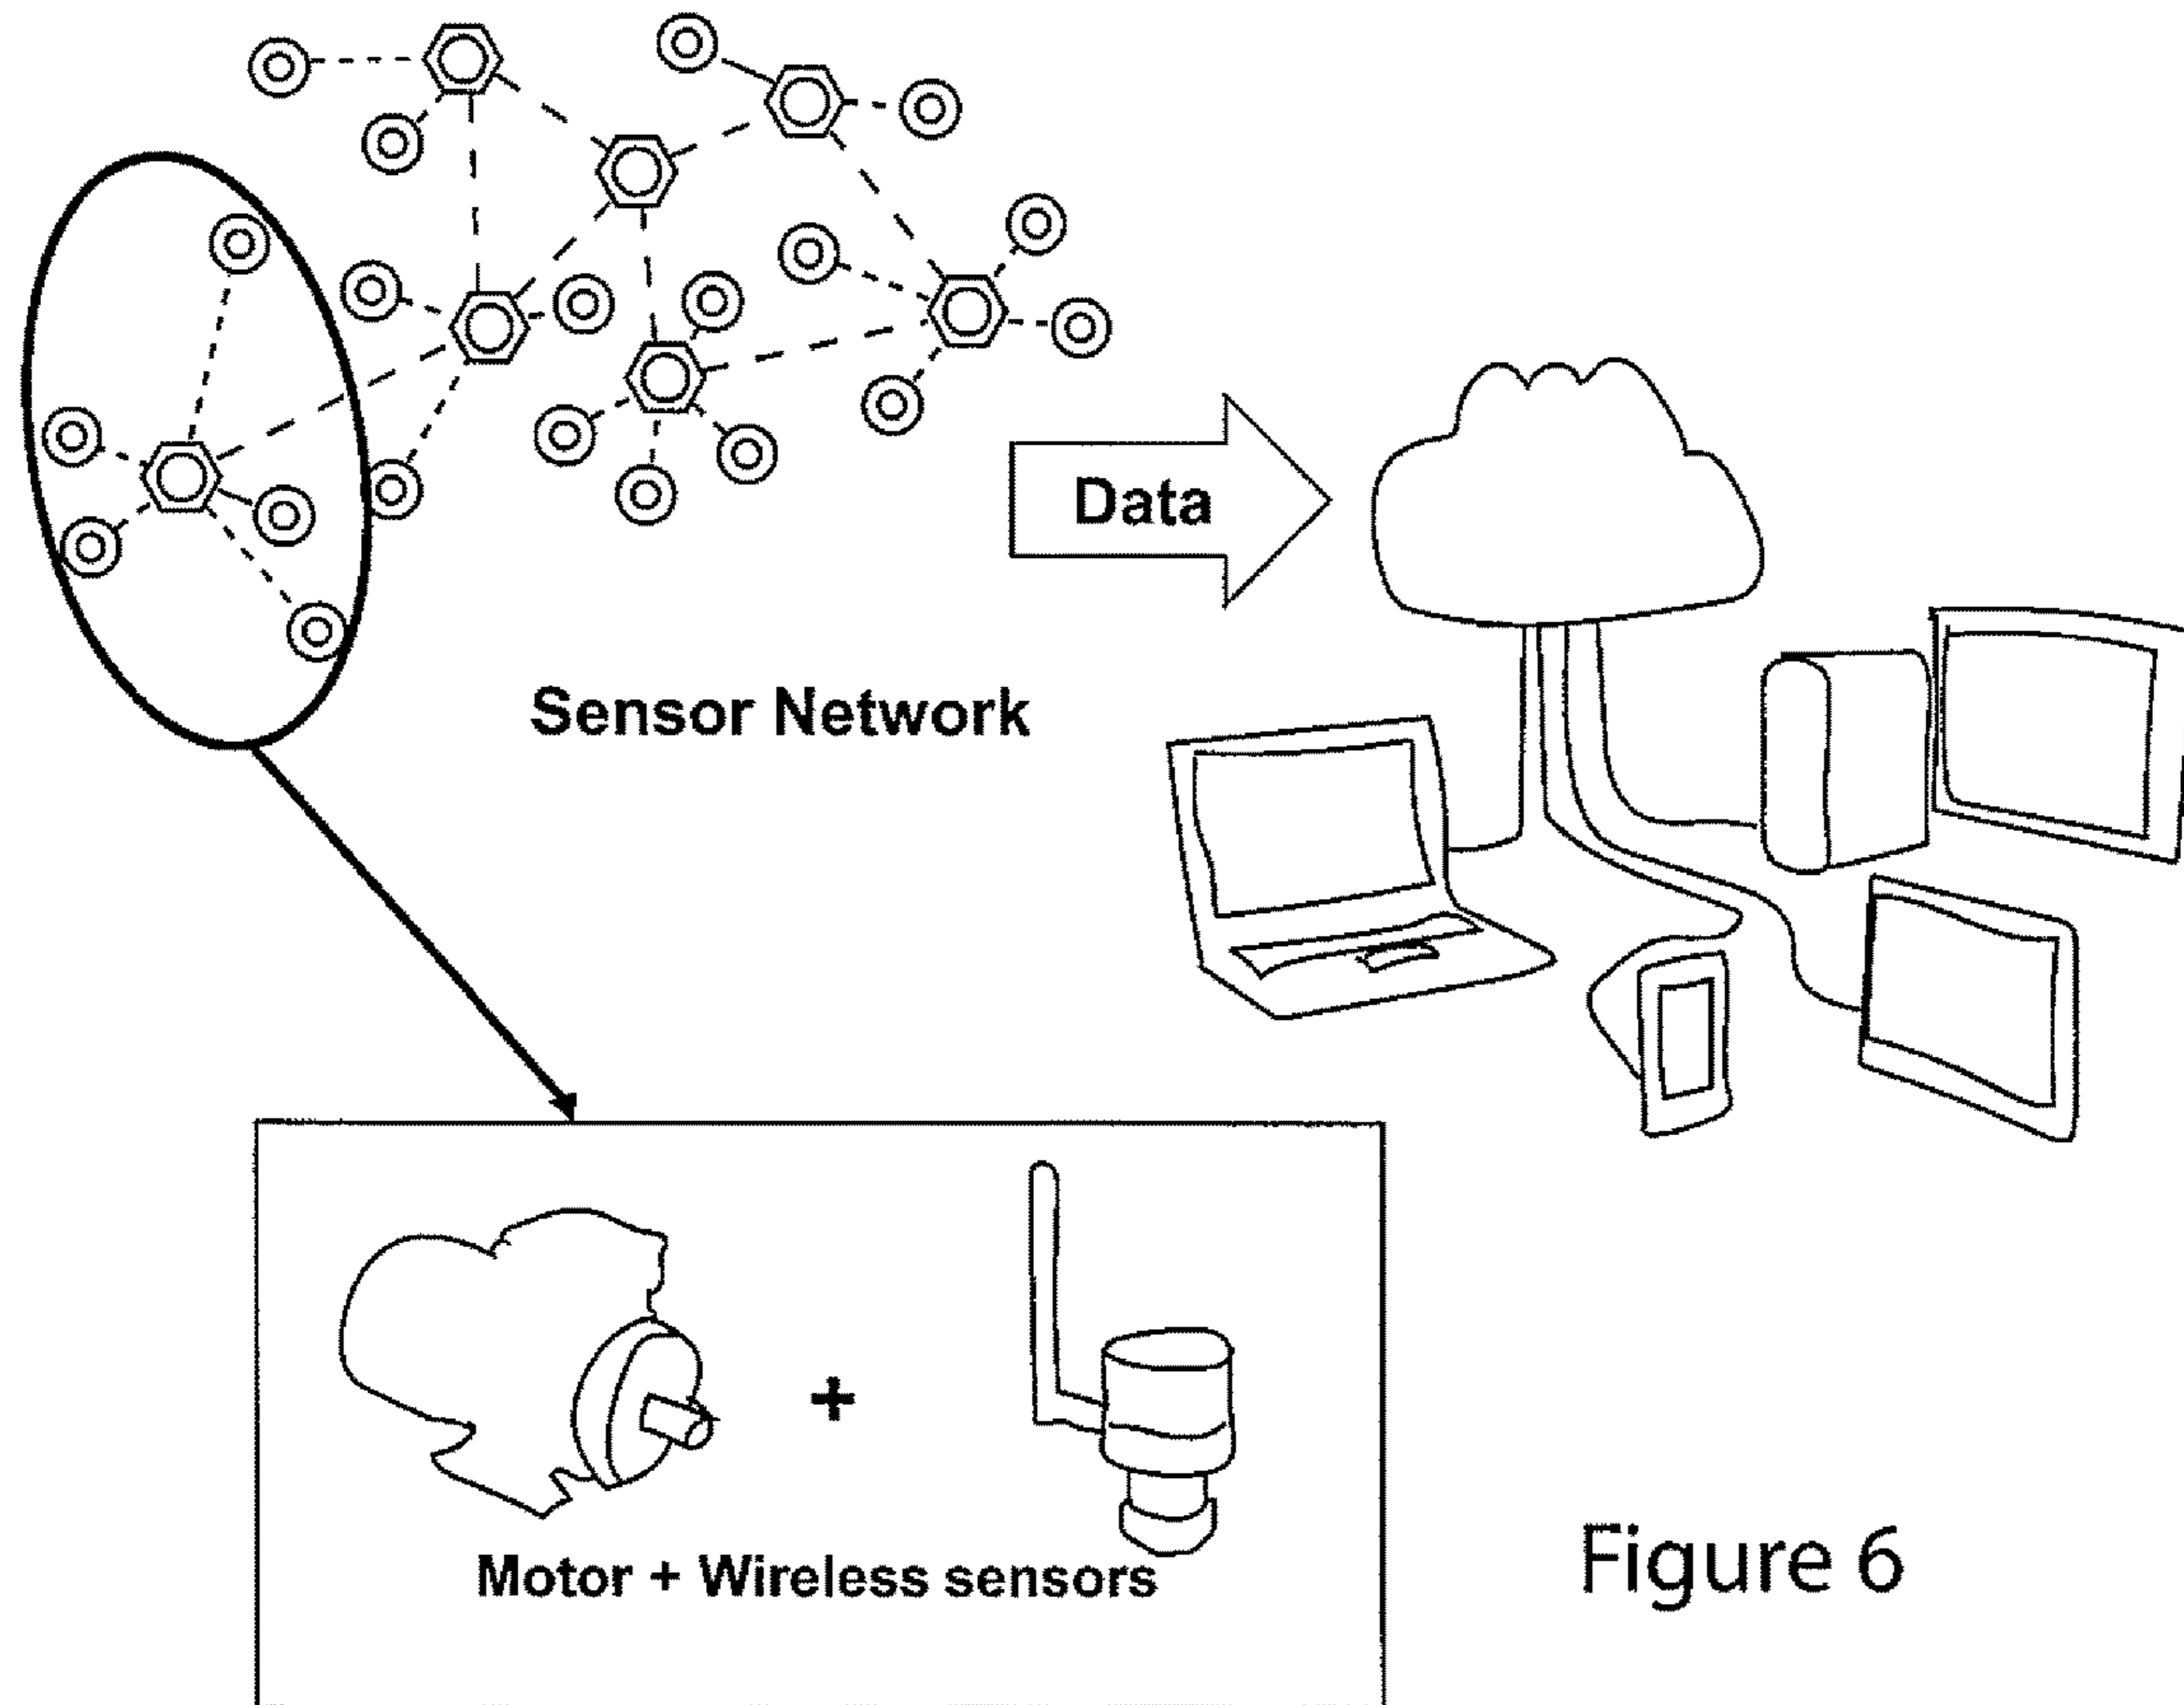 Data
Sensor Network
+
Motor + Wireless sensors
Figure 6